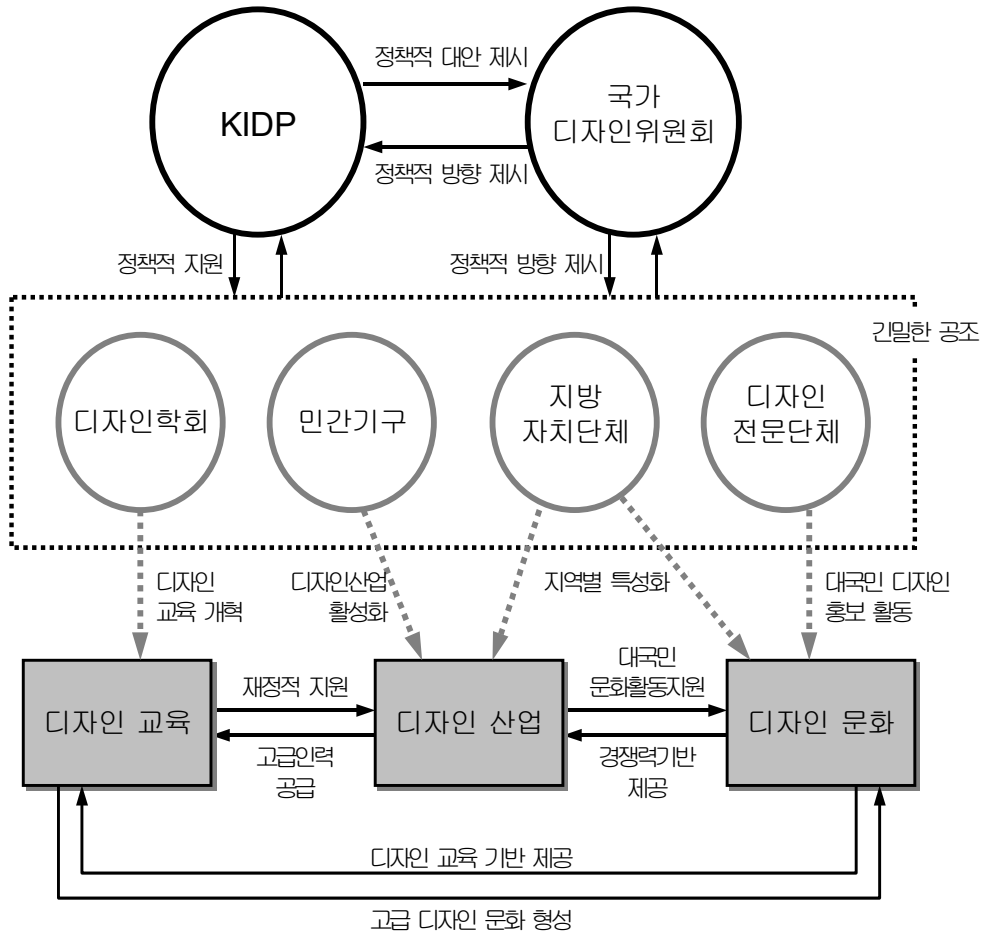 정책적 대안 제시
KIDP
국가
디자인위원회
정책적 방향 제시
정책적 지원
정책적 방향 제시
긴밀한 공조
디자인학회
민간기구
지방
자치단체
디자인
전문단체
디자인
교육 개혁
디자인산업
활성화
지역별 특성화
대국민 디자인
홍보 활동
디자인 교육
재정적 지원
고급인력
공급
디자인 산업
대국민
문화활동지원
경쟁력기반
제공
디자인 문화
디자인 교육 기반 제공
고급 디자인 문화 형성